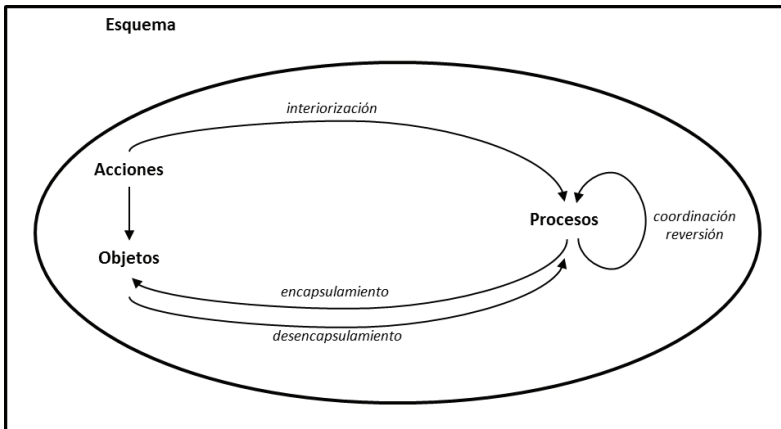 Esquema
interiorización
Acciones
Procesos
coordinación
reversión
Objetos
encapsulamiento
desencapsulamiento